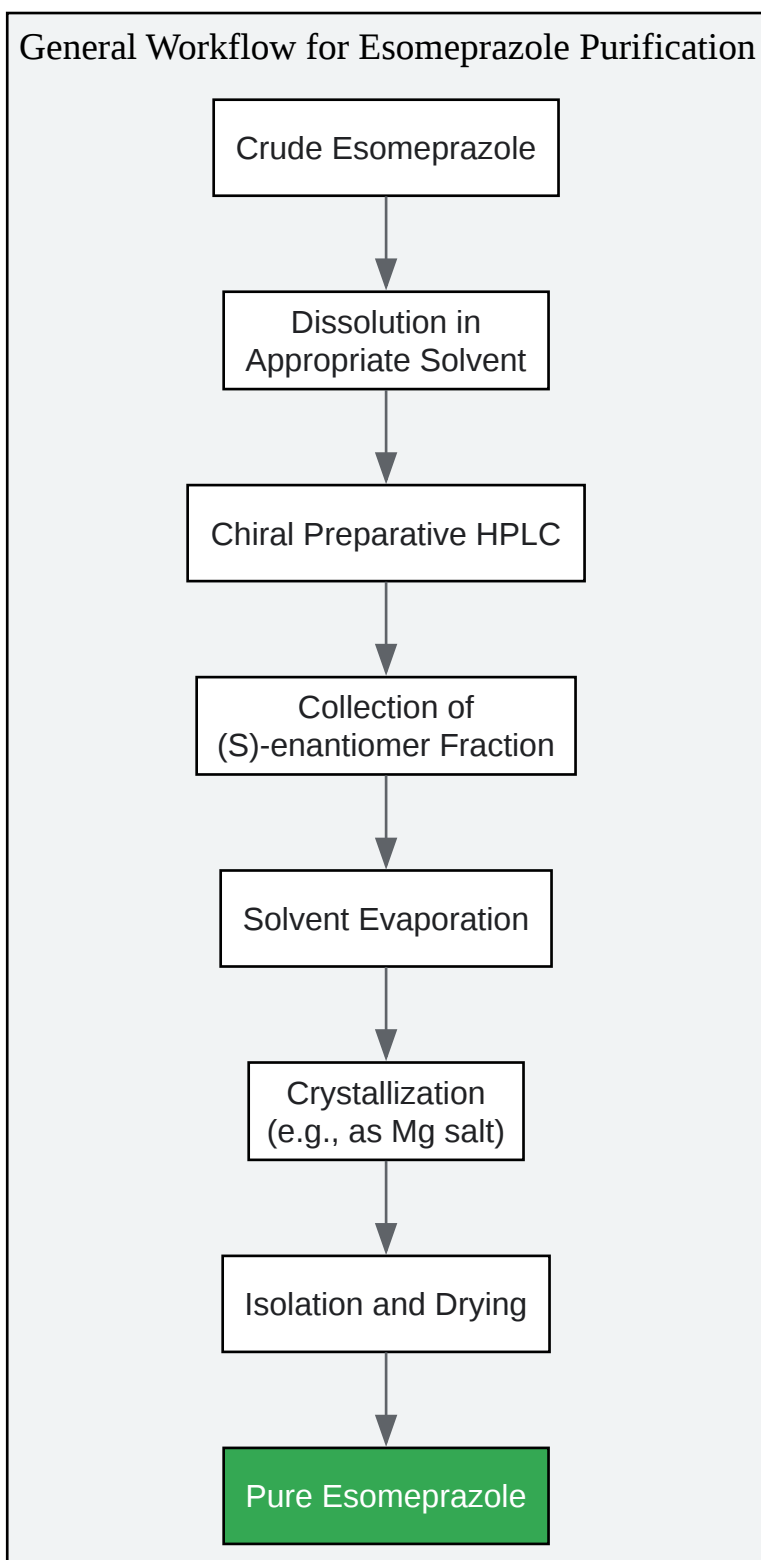 General Workflow for Esomeprazole Purification
Crude Esomeprazole
Dissolution in
Appropriate Solvent
Chiral Preparative HPLC
Collection of
(S)-enantiomer Fraction
Solvent Evaporation
Crystallization
(e.g., as Mg salt)
Isolation and Drying
Pure Esomeprazole